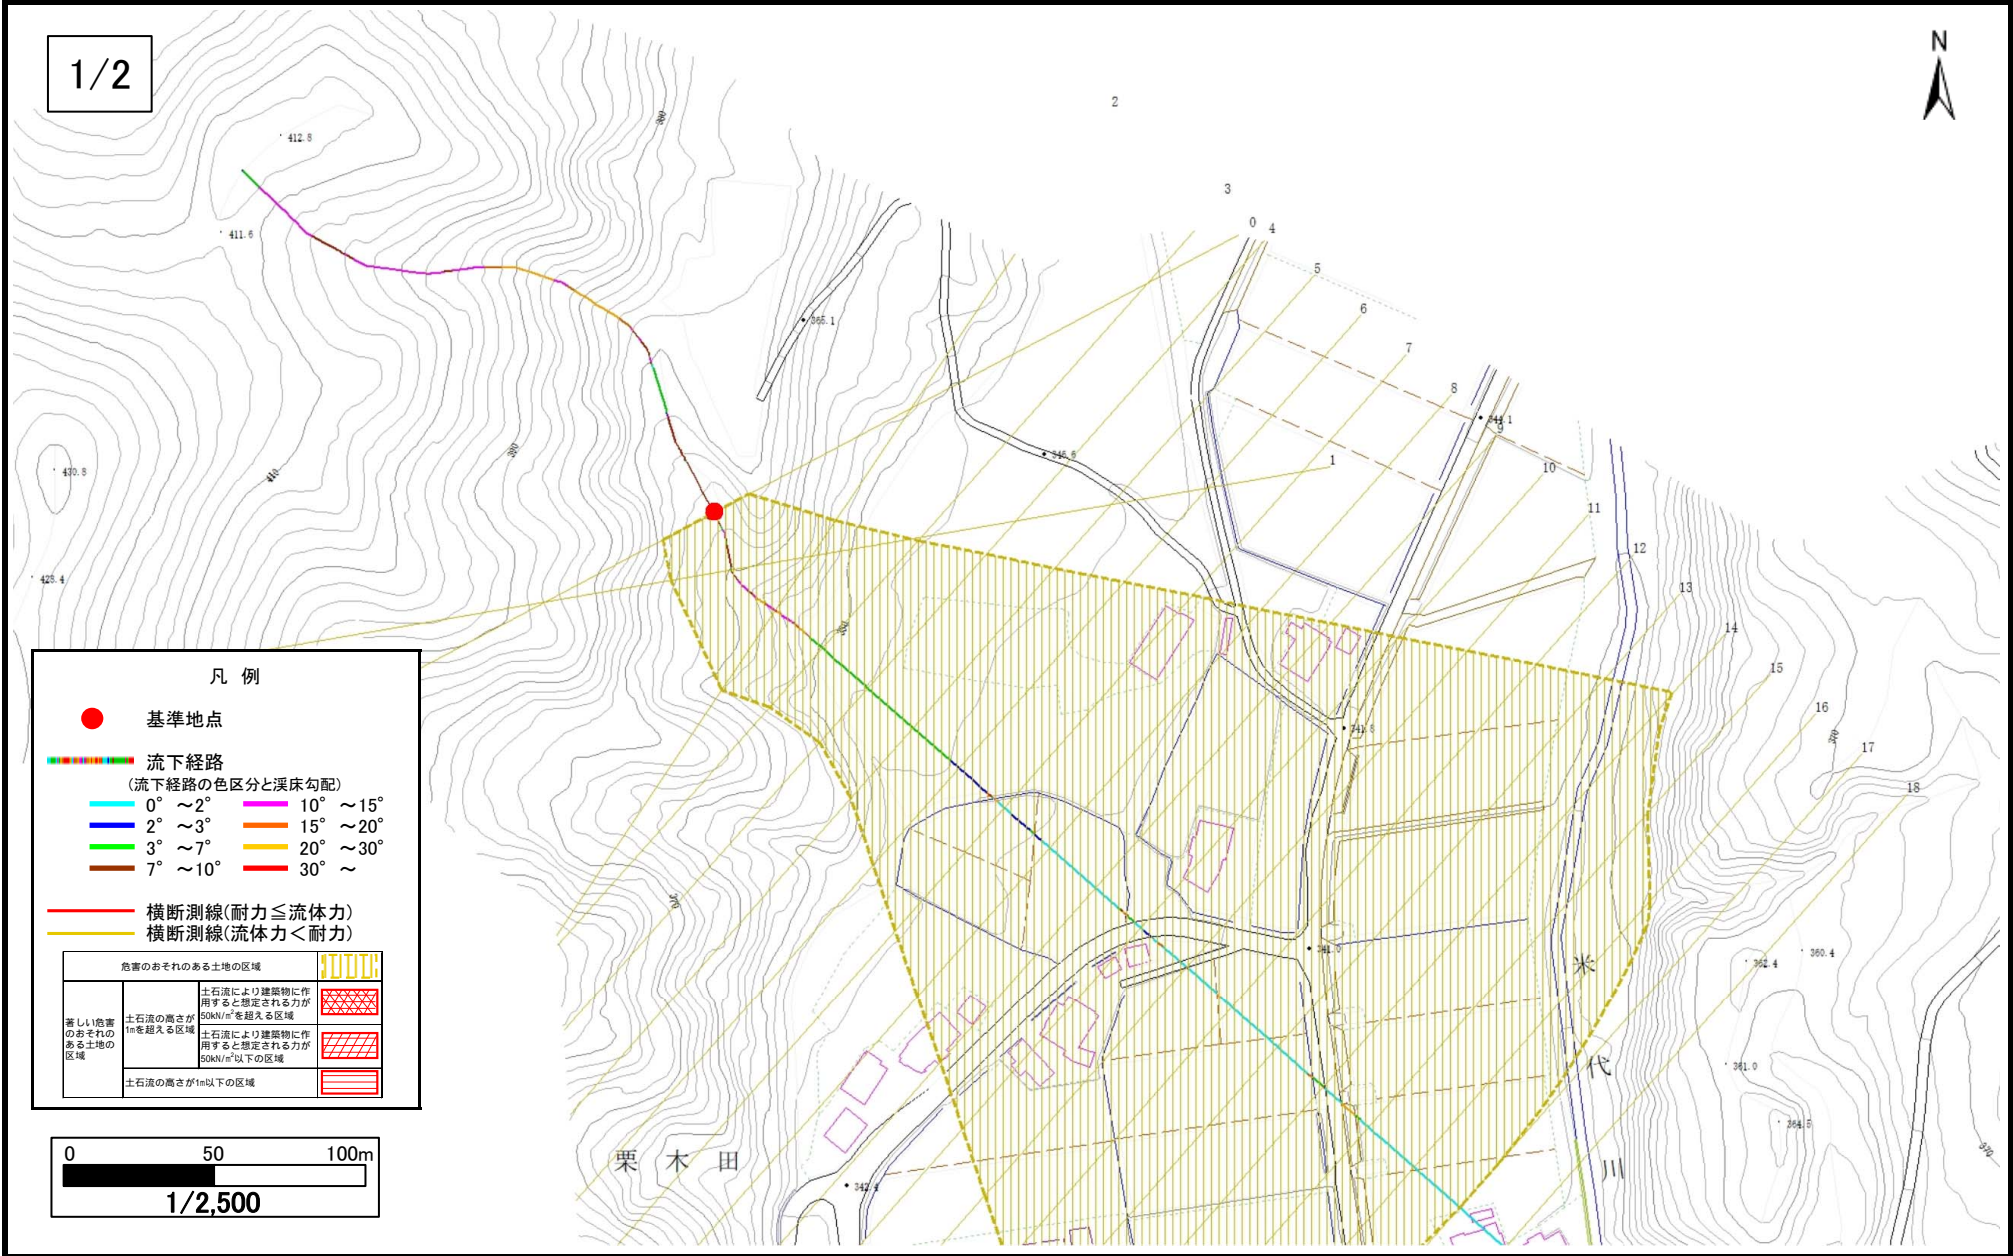 1/2
N
2
3
0
4
5
6
7
8
9
1
10
11
12
13
14
15
16
17
18
412.8
411.6
380
365.1
346.6
344.1
430.8
410
390
428.4
350
341.8
370
370
341.0
362.4
360.4
361.0
364.5
370
342.4
米代川
栗木田
凡 例
基準地点
流下経路
(流下経路の色区分と渓床勾配)
0° ~2° 10° ~15°
2° ~3° 15° ~20°
3° ~7° 20° ~30°
7° ~10° 30° ~
横断測線(耐力≦流体力)
横断測線(流体力<耐力)
危害のおそれのある土地の区域
著しい危害
のおそれの
ある土地の
区域
土石流の高さが
1mを超える区域
土石流により建築物に作
用すると想定される力が
50kN/㎡を超える区域
土石流により建築物に作
用すると想定される力が
50kN/㎡以下の区域
土石流の高さが1m以下の区域
0 50 100m
1/2,500